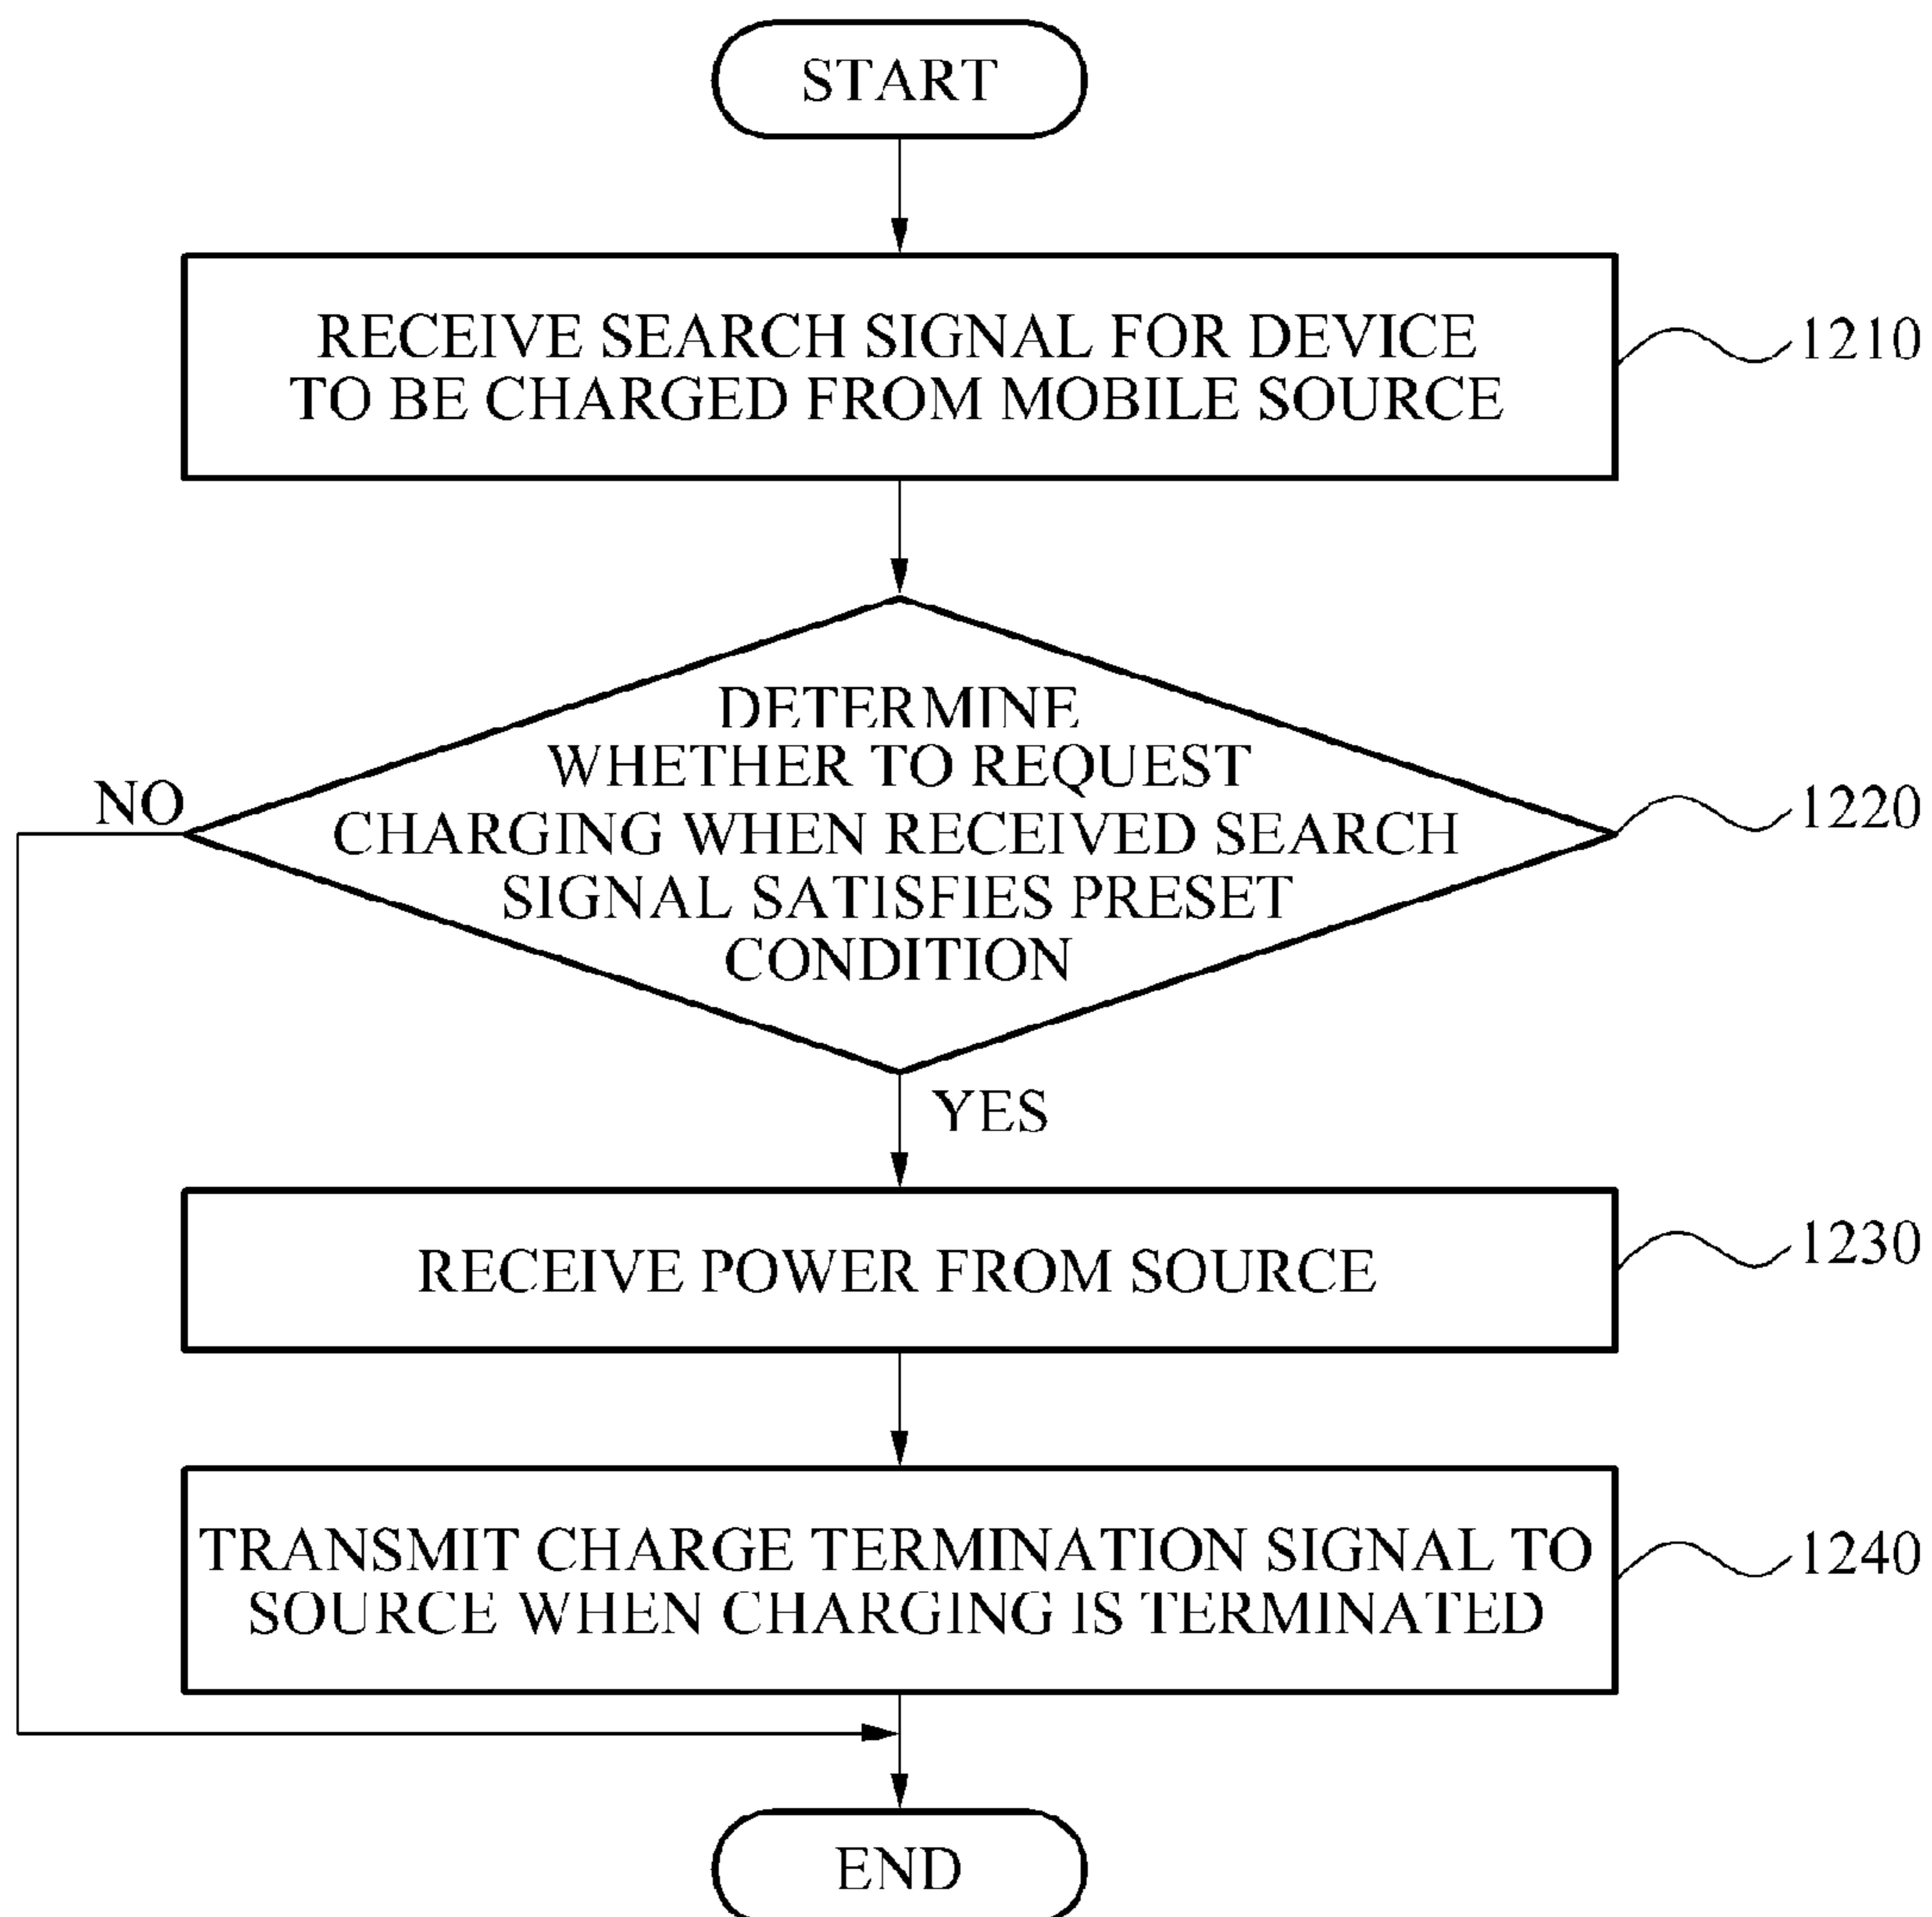 START
RECEIVE SEARCH SIGNAL FOR DEVICE
TO BE CHARGED FROM MOBILE SOURCE
1210
DETERMINE
WHETHER TO REQUEST
CHARGING WHEN RECEIVED SEARCH
SIGNAL SATISFIES PRESET
CONDITION
1220
NO
YES
RECEIVE POWER FROM SOURCE
1230
TRANSMIT CHARGE TERMINATION SIGNAL TO
SOURCE WHEN CHARGING IS TERMINATED
1240
END